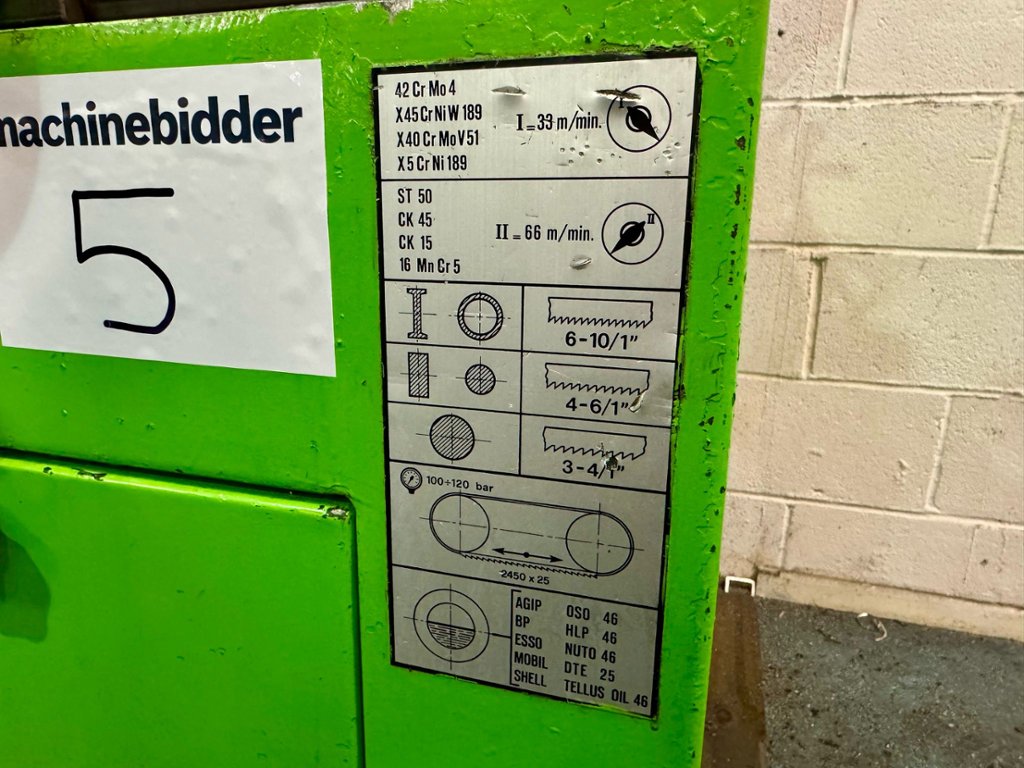 machinebidder
5
42 Cr Mo 4
X45 Cr Ni W 189
X40 Cr Mo V 51
X5 Cr Ni 189
I = 33 m/min.
I
ST 50
CK 45
CK 15
16 Mn Cr 5
II = 66 m/min.
II
6-10/1"
4-6/1"
3-4/1"
100÷120 bar
2450 x 25
AGIP OSO 46
BP HLP 46
ESSO NUTO 46
MOBIL DTE 25
SHELL TELLUS OIL 46